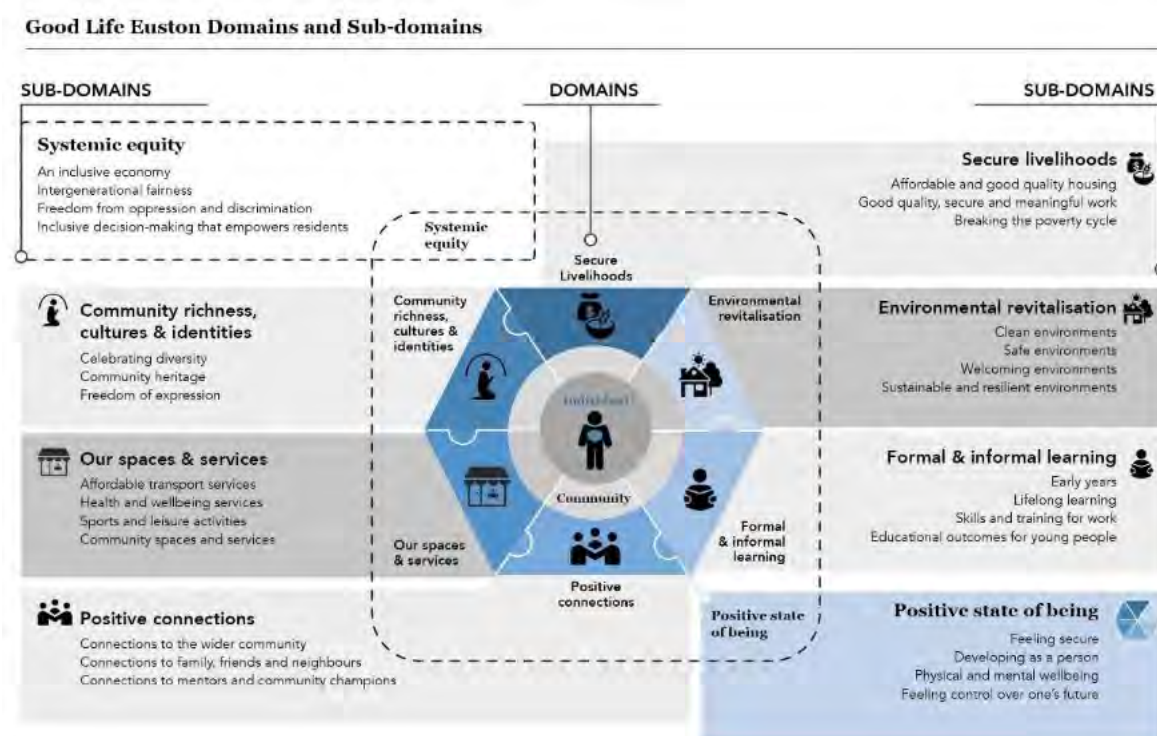 Good Life Euston Domains and Sub-domains
SUB-DOMAINS
DOMAINS
SUB-DOMAINS
Systemic equity
An inclusive economy
Intergenerational fairness
Freedom from oppression and discrimination
Inclusive decision-making that empowers residents
Community richness,
cultures & identities
Celebrating diversity
Community heritage
Freedom of expression
Our spaces & services
Affordable transport services
Health and wellbeing services
Sports and leisure activities
Community spaces and services
Positive connections
Connections to the wider community
Connections to family, friends and neighbours
Connections to mentors and community champions
Systemic
equity
Secure
Livelihoods
Community
richness,
cultures &
identities
Environmental
revitalisation
Individual
Community
Our spaces
& services
Formal
& informal
learning
Positive
connections
Positive state
of being
Secure livelihoods
Affordable and good quality housing
Good quality, secure and meaningful work
Breaking the poverty cycle
Environmental revitalisation
Clean environments
Safe environments
Welcoming environments
Sustainable and resilient environments
Formal & informal learning
Early years
Lifelong learning
Skills and training for work
Educational outcomes for young people
Positive state of being
Feeling secure
Developing as a person
Physical and mental wellbeing
Feeling control over one's future